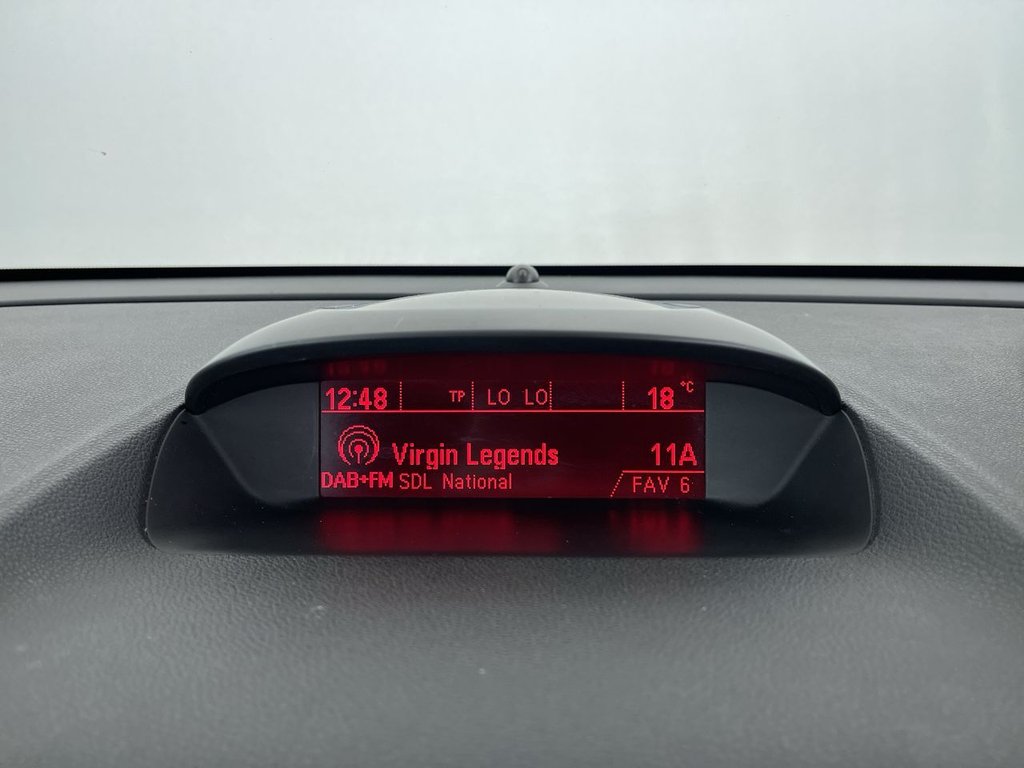 12:48 TP LO LO 18 °C
Virgin Legends 11A
DAB+FM SDL National FAV 6